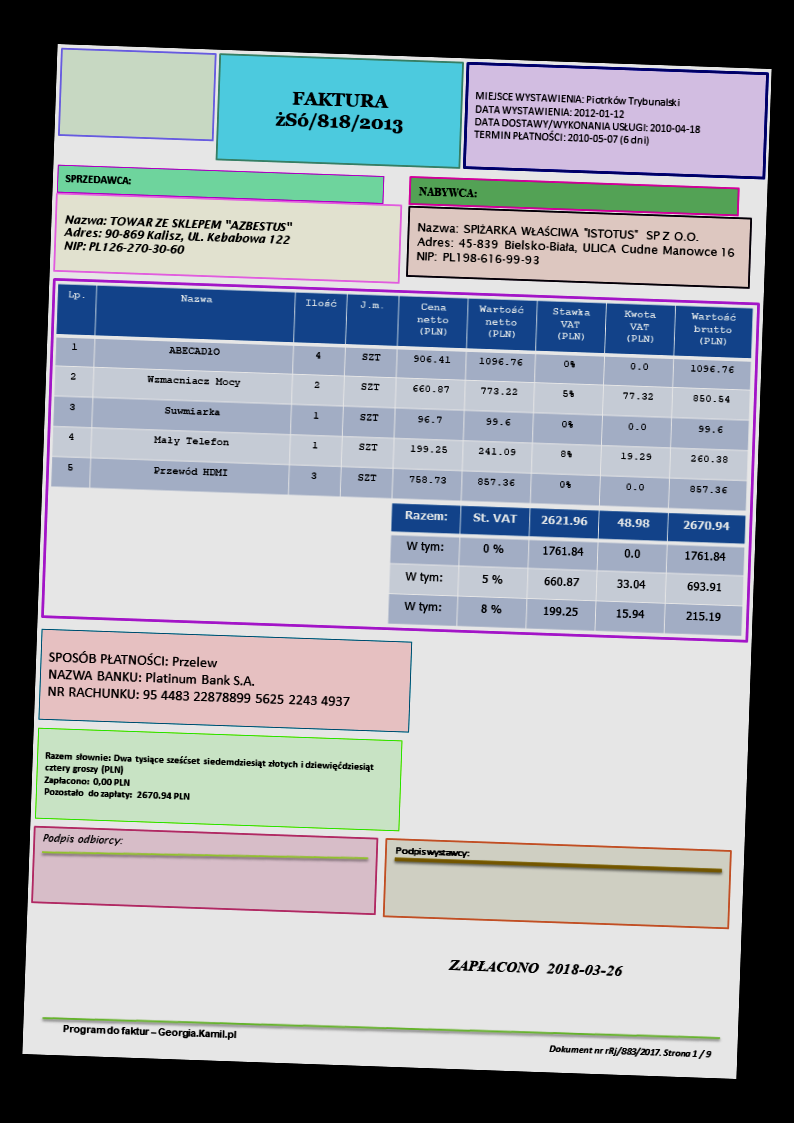 FAKTURA
żSó/818/2013
MIEJSCE WYSTAWIENIA: Piotrków Trybunalski
DATA WYSTAWIENIA: 2012-01-12
DATA DOSTAWY/WYKONANIA USŁUGI: 2010-04-18
TERMIN PŁATNOŚCI: 2010-05-07 (6 dni)
SPRZEDAWCA:
Nazwa: TOWAR ZE SKLEPEM "AZBESTUS"
Adres: 90-869 Kalisz, UL. Kebabowa 122
NIP: PL126-270-30-60
NABYWCA:
Nazwa: SPIŻARKA WŁAŚCIWA "ISTOTUS" SP Z O.O.
Adres: 45-839 Bielsko-Biała, ULICA Cudne Manowce 16
NIP: PL198-616-99-93
Lp. Nazwa Ilość J.m. Cena netto (PLN) Wartość netto (PLN) Stawka VAT (PLN) Kwota VAT (PLN) Wartość brutto (PLN)
1 ABECADłO 4 SZT 906.41 1096.76 0% 0.0 1096.76
2 Wzmacniacz Mocy 2 SZT 660.87 773.22 5% 77.32 850.54
3 Suwmiarka 1 SZT 96.7 99.6 0% 0.0 99.6
4 Mały Telefon 1 SZT 199.25 241.09 8% 19.29 260.38
5 Przewód HDMI 3 SZT 758.73 857.36 0% 0.0 857.36
Razem: St. VAT 2621.96 48.98 2670.94
W tym: 0 % 1761.84 0.0 1761.84
W tym: 5 % 660.87 33.04 693.91
W tym: 8 % 199.25 15.94 215.19
SPOSÓB PŁATNOŚCI: Przelew
NAZWA BANKU: Platinum Bank S.A.
NR RACHUNKU: 95 4483 22878899 5625 2243 4937
Razem słownie: Dwa tysiące sześćset siedemdziesiąt złotych i dziewięćdziesiąt
cztery groszy (PLN)
Zapłacono: 0,00 PLN
Pozostało do zapłaty: 2670.94 PLN
Podpis odbiorcy:
Podpis wystawcy:
ZAPŁACONO 2018-03-26
Program do faktur – Georgia.Kamil.pl
Dokument nr rRj/883/2017. Strona 1 / 9